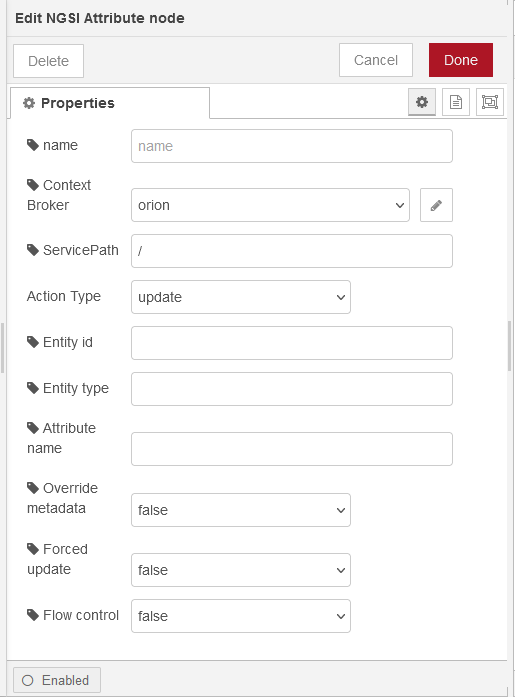 Edit NGSI Attribute node
Delete
Cancel
Done
Properties
name
name
Context
Broker
orion
ServicePath
/
Action Type
update
Entity id
Entity type
Attribute
name
Override
metadata
false
Forced
update
false
Flow control
false
Enabled